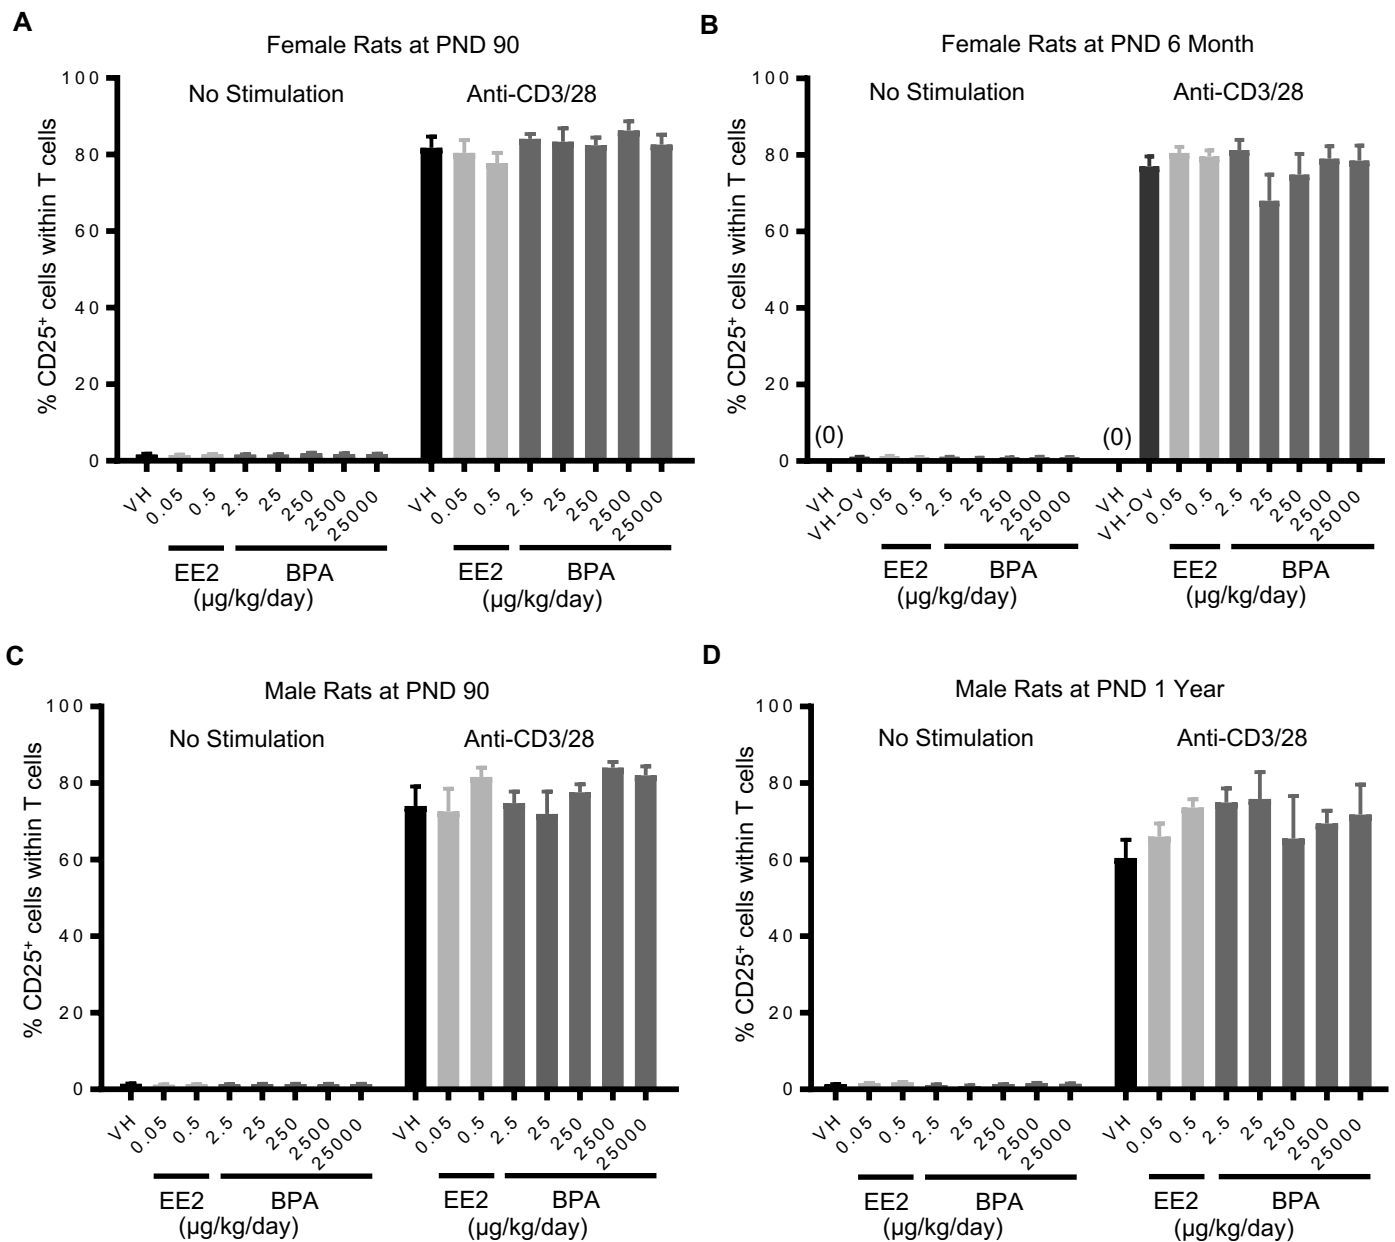 A
Female Rats at PND 90
% CD25⁺ cells within T cells
100
80
60
40
20
0
No Stimulation
Anti-CD3/28
VH
0.05
0.5
2.5
25
250
2500
25000
VH
0.05
0.5
2.5
25
250
2500
25000
EE2
BPA
(µg/kg/day)
EE2
BPA
(µg/kg/day)
B
Female Rats at PND 6 Month
% CD25⁺ cells within T cells
100
80
60
40
20
0
No Stimulation
Anti-CD3/28
(0)
(0)
VH
VH-Ov
0.05
0.5
2.5
25
250
2500
25000
VH
VH-Ov
0.05
0.5
2.5
25
250
2500
25000
EE2
BPA
(µg/kg/day)
EE2
BPA
(µg/kg/day)
C
Male Rats at PND 90
% CD25⁺ cells within T cells
100
80
60
40
20
0
No Stimulation
Anti-CD3/28
VH
0.05
0.5
2.5
25
250
2500
25000
VH
0.05
0.5
2.5
25
250
2500
25000
EE2
BPA
(µg/kg/day)
EE2
BPA
(µg/kg/day)
D
Male Rats at PND 1 Year
% CD25⁺ cells within T cells
100
80
60
40
20
0
No Stimulation
Anti-CD3/28
VH
0.05
0.5
2.5
25
250
2500
25000
VH
0.05
0.5
2.5
25
250
2500
25000
EE2
BPA
(µg/kg/day)
EE2
BPA
(µg/kg/day)